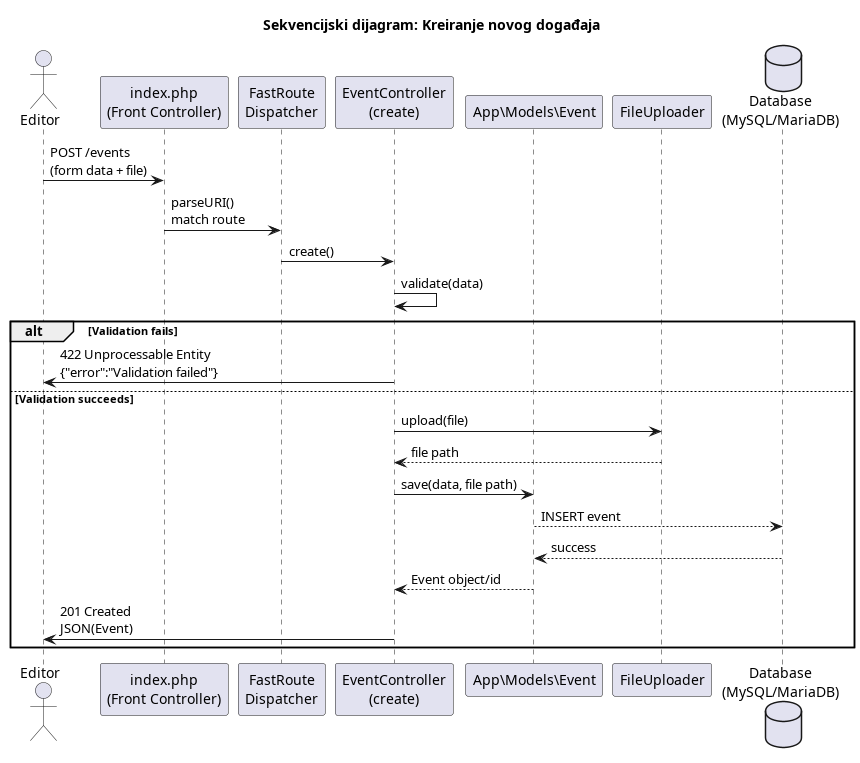 Sekvencijski dijagram: Kreiranje novog događaja
Editor
index.php
(Front Controller)
FastRoute
Dispatcher
EventController
(create)
App\Models\Event
FileUploader
Database
(MySQL/MariaDB)
POST /events
(form data + file)
parseURI()
match route
create()
validate(data)
alt
[Validation fails]
422 Unprocessable Entity
{"error":"Validation failed"}
[Validation succeeds]
upload(file)
file path
save(data, file path)
INSERT event
success
Event object/id
201 Created
JSON(Event)
Editor
index.php
(Front Controller)
FastRoute
Dispatcher
EventController
(create)
App\Models\Event
FileUploader
Database
(MySQL/MariaDB)